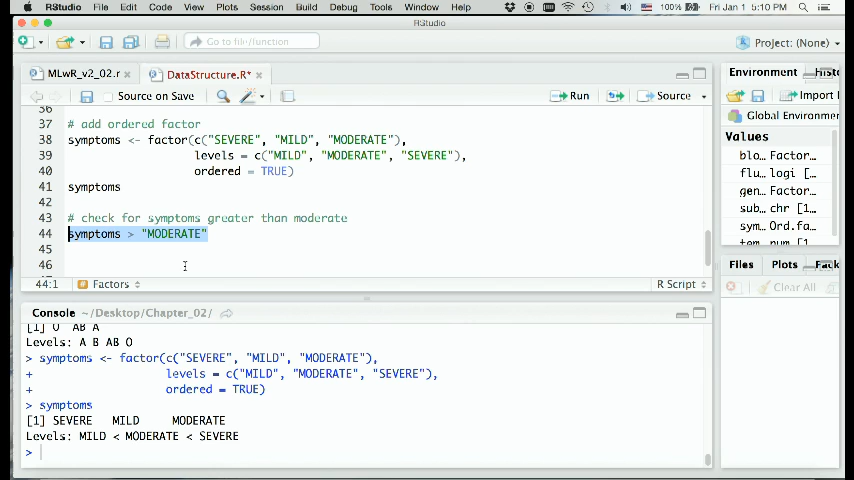 RStudio File Edit Code View Plots Session Build Debug Tools Window Help 100% Fri Jan 1 5:10 PM
RStudio
Go to file/function Project: (None)
MLwR_v2_02.r DataStructure.R* Environment
Source on Save Run Source Import
Global Environme
36
37 # add ordered factor Values
38 symptoms <- factor(c("SEVERE", "MILD", "MODERATE"), blo… Factor…
39 levels = c("MILD", "MODERATE", "SEVERE"), flu… logi […
40 ordered = TRUE) gen… Factor…
41 symptoms sub… chr [1…
42 sym… Ord.fa…
43 # check for symptoms greater than moderate tem… num [1…
44 symptoms > "MODERATE"
45
46 Files Plots
44:1 Factors R Script Clear All
Console ~/Desktop/Chapter_02/
[1] O AB A
Levels: A B AB O
> symptoms <- factor(c("SEVERE", "MILD", "MODERATE"),
+ levels = c("MILD", "MODERATE", "SEVERE"),
+ ordered = TRUE)
> symptoms
[1] SEVERE MILD MODERATE
Levels: MILD < MODERATE < SEVERE
>